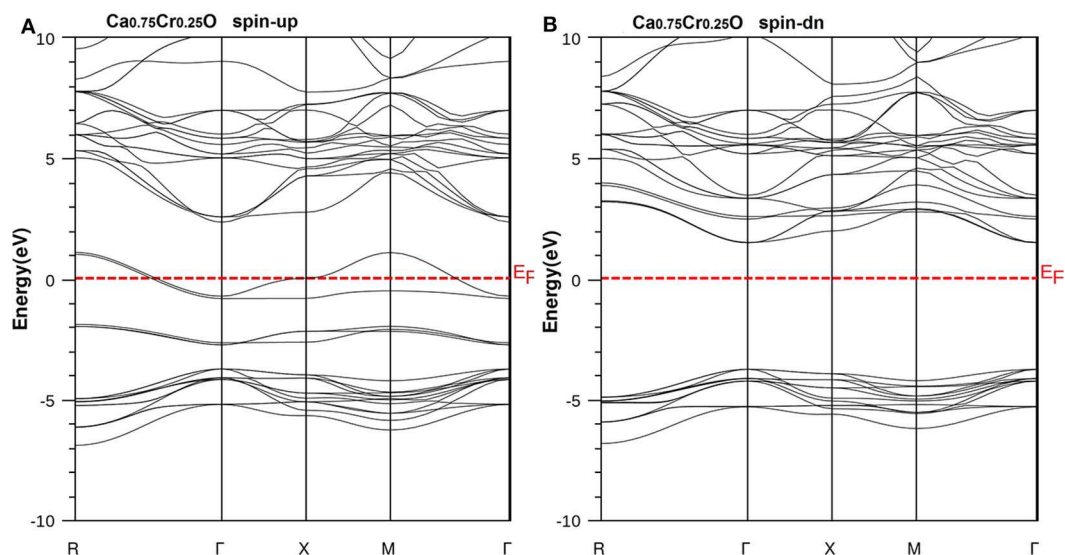 A Ca0.75Cr0.25O spin-up
10
5
0
-5
-10
Energy(eV)
EF
R Γ X M Γ
B Ca0.75Cr0.25O spin-dn
10
5
0
-5
-10
Energy(eV)
EF
R Γ X M Γ